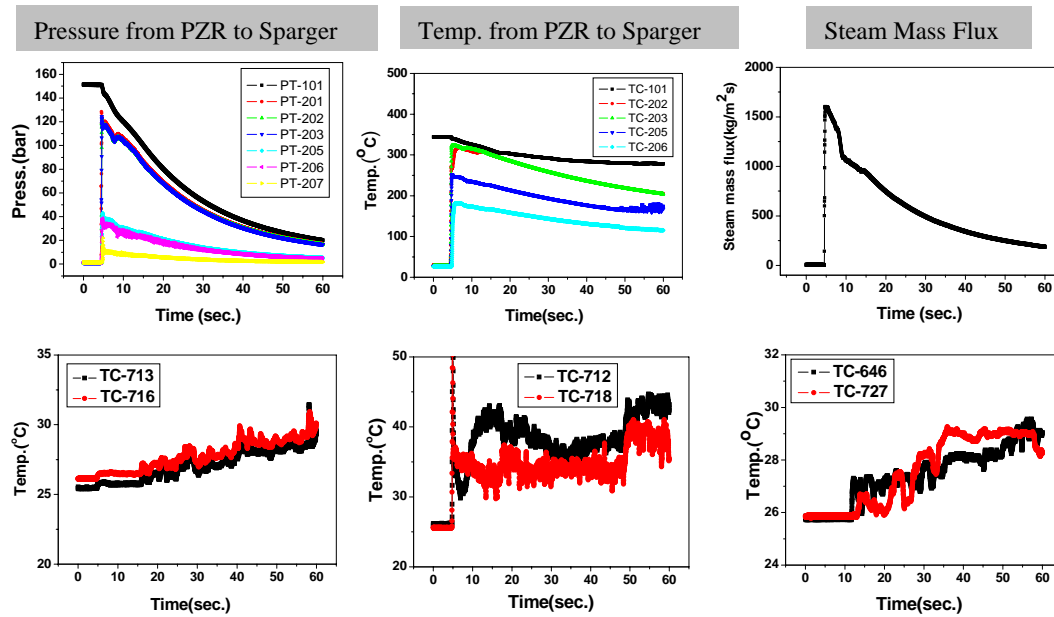 Pressure from PZR to Sparger
Temp. from PZR to Sparger
Steam Mass Flux
Press.(bar)
160
150
140
120
100
80
60
40
20
0
PT-101
PT-201
PT-202
PT-203
PT-205
PT-206
PT-207
0 10 20 30 40 50 60
Time (sec.)
Temp.(°C)
500
400
300
200
100
0
TC-101
TC-202
TC-203
TC-205
TC-206
0 10 20 30 40 50 60
Time(sec.)
Steam mass flux(kg/m²s)
2000
1500
1000
500
0
0 10 20 30 40 50 60
Time (sec.)
Temp.(°C)
35
30
25
20
TC-713
TC-716
0 10 20 30 40 50 60
Time(sec.)
Temp.(°C)
50
40
30
20
TC-712
TC-718
0 10 20 30 40 50 60
Time(sec.)
Temp.(°C)
32
30
28
26
24
TC-646
TC-727
0 10 20 30 40 50 60
Time(sec.)